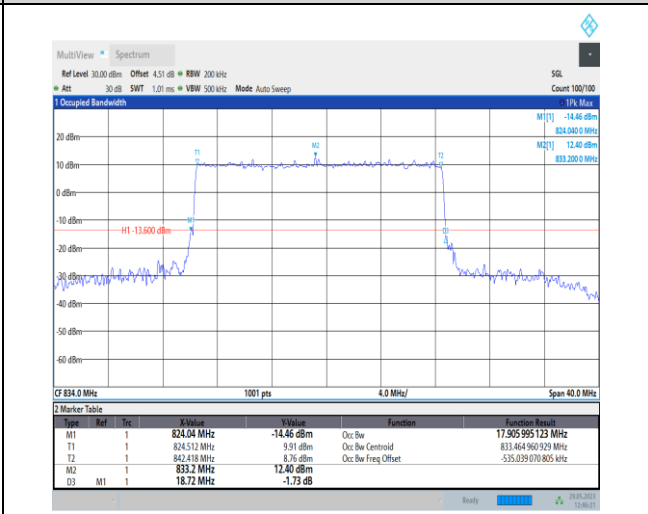 MultiView Spectrum
Ref Level 30.00 dBm Offset 4.51 dB RBW 200 kHz SGL
Att 30 dB SWT 1.01 ms VBW 500 kHz Mode Auto Sweep Count 100/100
1 Occupied Bandwidth 1Pk Max
M1[1] -14.46 dBm
824.040 0 MHz
M2[1] 12.40 dBm
833.200 0 MHz
20 dBm
T1 M2 T2
10 dBm
0 dBm
-10 dBm
M1
H1 -13.600 dBm D3
-20 dBm
-30 dBm
-40 dBm
-50 dBm
-60 dBm
CF 834.0 MHz 1001 pts 4.0 MHz/ Span 40.0 MHz
2 Marker Table
Type Ref Trc X-Value Y-Value Function Function Result
M1 1 824.04 MHz -14.46 dBm Occ Bw 17.905 995 123 MHz
T1 1 824.512 MHz 9.91 dBm Occ Bw Centroid 833.464 960 929 MHz
T2 1 842.418 MHz 8.76 dBm Occ Bw Freq Offset -535.039 070 805 kHz
M2 1 833.2 MHz 12.40 dBm
D3 M1 1 18.72 MHz -1.73 dB
Ready 29.05.2023
12:46:21